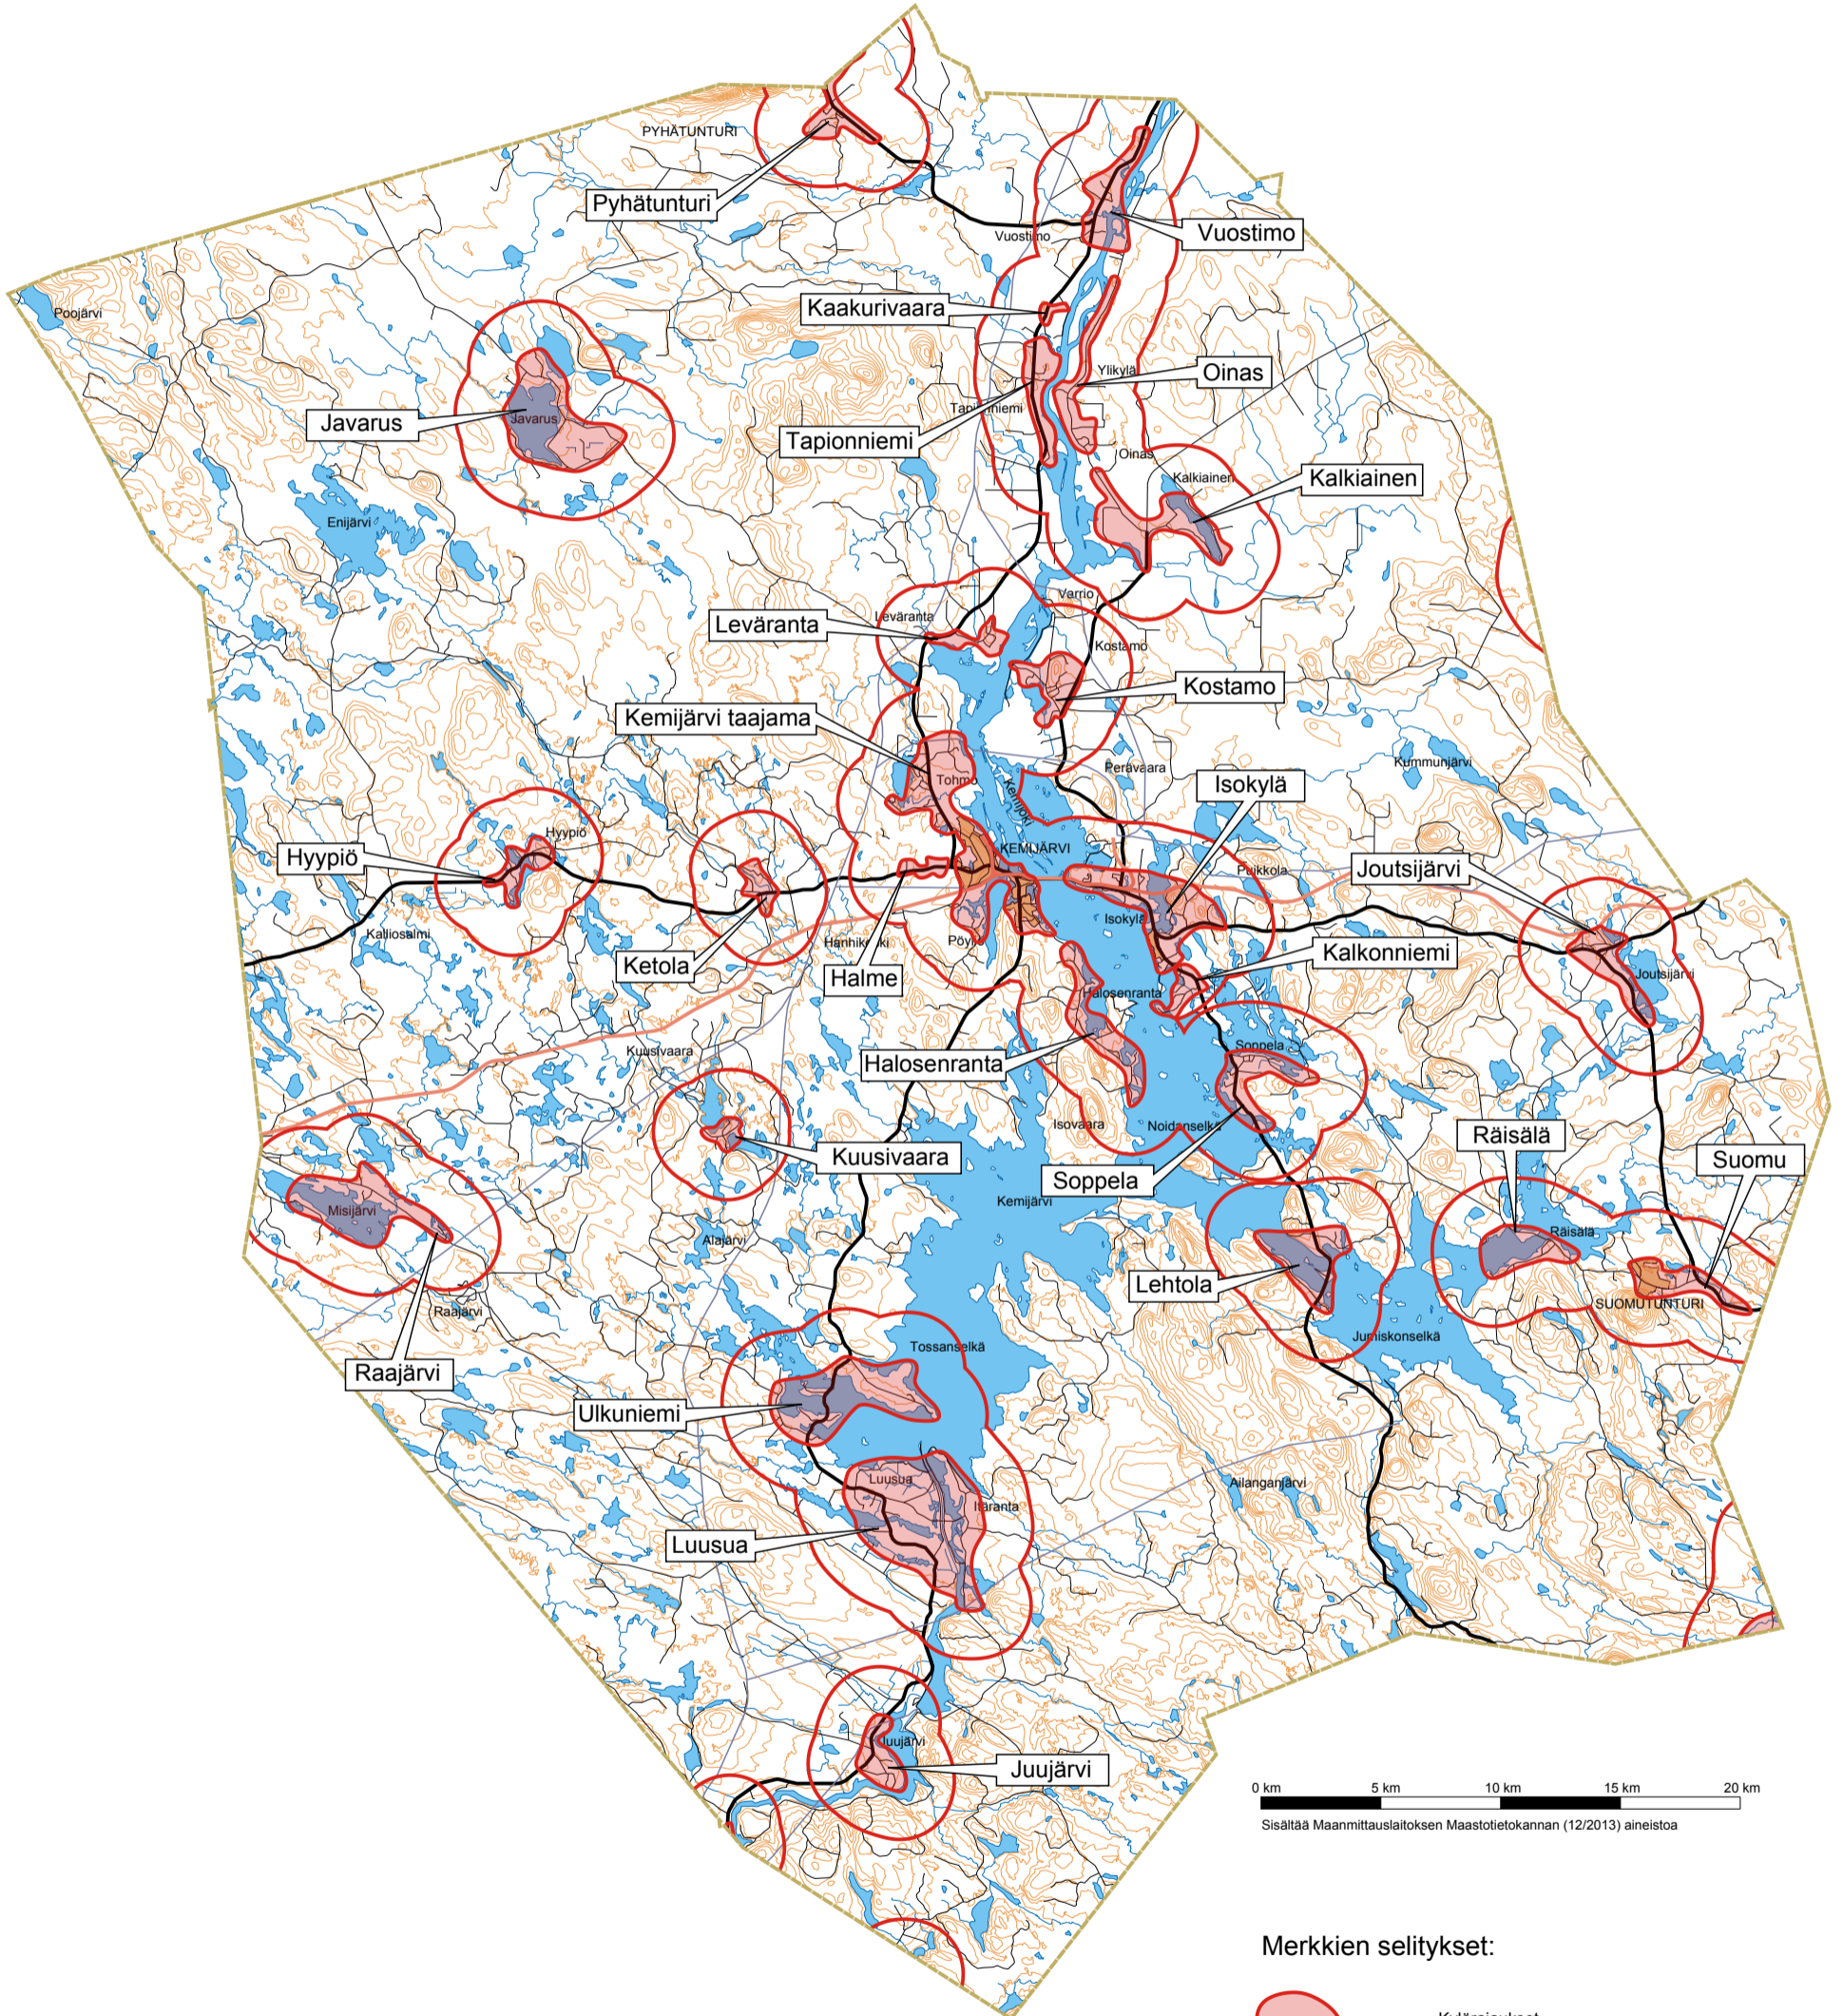 PYHÄTUNTURI
Pyhätunturi
Vuostimo
Vuostimo
Poojärvi
Kaakurivaara
Ylikylä
Oinas
Javarus
Javarus
Tapionniemi
Tapionniemi
Oinas
Kalkiainen
Kalkiainen
Enijärvi
Varrio
Leväranta
Leväranta
Kostamo
Kostamo
Kemijärvi taajama
Perävaara
Kummunjärvi
Tohmo
Kemijoki
Isokylä
Hyypiö
Hyypiö
KEMIJÄRVI
Puikkola
Joutsijärvi
Isokylä
Kalliosalmi
Ketola
Hanhikoski
Halme
Kalkonniemi
Joutsijärvi
Halosenranta
Kuusivaara
Halosenranta
Soppela
Isovaara
Noidanselkä
Räisälä
Kuusivaara
Suomu
Soppela
Misijärvi
Kemijärvi
Alajärvi
Räisälä
Lehtola
Raajärvi
SUOMUTUNTURI
Jumiskonselkä
Tossanselkä
Raajärvi
Ulkuniemi
Luusua
Ailanganjärvi
Itäranta
Luusua
Juujärvi
Juujärvi
0 km 5 km 10 km 15 km 20 km
Sisältää Maanmittauslaitoksen Maastotietokannan (12/2013) aineistoa
Merkkien selitykset: